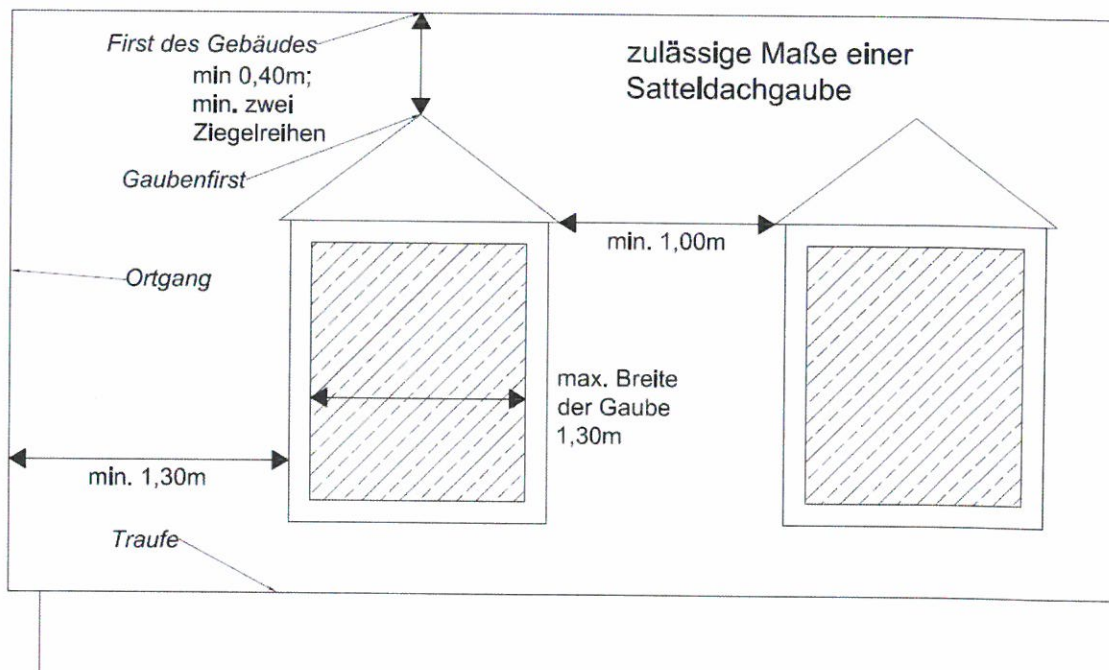 First des Gebäudes
min 0,40m;
min. zwei
Ziegelreihen
zulässige Maße einer
Satteldachgaube
Gaubenfirst
min. 1,00m
Ortgang
max. Breite
der Gaube
1,30m
min. 1,30m
Traufe